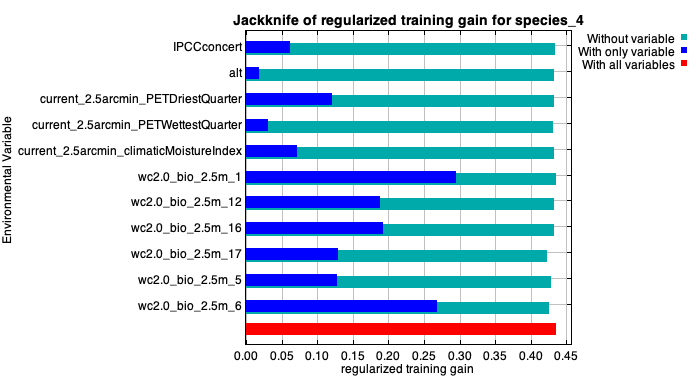 Jackknife of regularized training gain for species_4
Without variable
With only variable
With all variables
Environmental Variable
IPCCconcert
alt
current_2.5arcmin_PETDriestQuarter
current_2.5arcmin_PETWettestQuarter
current_2.5arcmin_climaticMoistureIndex
wc2.0_bio_2.5m_1
wc2.0_bio_2.5m_12
wc2.0_bio_2.5m_16
wc2.0_bio_2.5m_17
wc2.0_bio_2.5m_5
wc2.0_bio_2.5m_6
0.00 0.05 0.10 0.15 0.20 0.25 0.30 0.35 0.40 0.45
regularized training gain